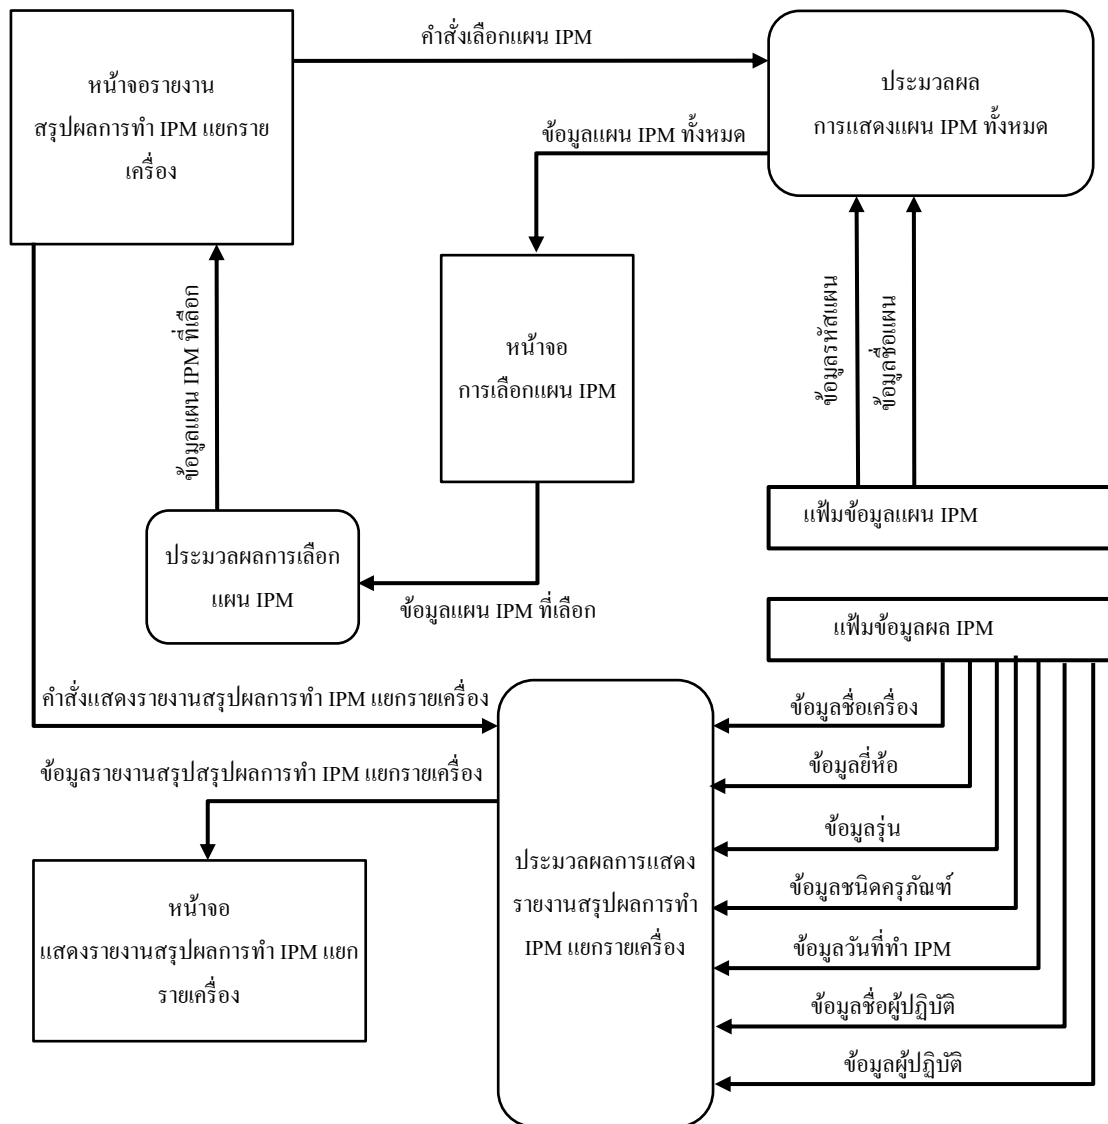 คำสั่งเลือกแผน IPM
หน้าจอรายงาน
สรุปผลการทำ IPM แยกราย
เครื่อง
ประมวลผล
การแสดงแผน IPM ทั้งหมด
ข้อมูลแผน IPM ทั้งหมด
ข้อมูลแผน IPM ที่เลือก
หน้าจอ
การเลือกแผน IPM
ข้อมูลรหัสแผน
ข้อมูลชื่อแผน
แฟ้มข้อมูลแผน IPM
ประมวลผลการเลือก
แผน IPM
ข้อมูลแผน IPM ที่เลือก
แฟ้มข้อมูลผล IPM
คำสั่งแสดงรายงานสรุปผลการทำ IPM แยกรายเครื่อง
ข้อมูลชื่อเครื่อง
ข้อมูลรายงานสรุปสรุปผลการทำ IPM แยกรายเครื่อง
ข้อมูลยี่ห้อ
ข้อมูลรุ่น
ประมวลผลการแสดง
รายงานสรุปผลการทำ
IPM แยกรายเครื่อง
ข้อมูลชนิดครุภัณฑ์
หน้าจอ
แสดงรายงานสรุปผลการทำ IPM แยก
รายเครื่อง
ข้อมูลวันที่ทำ IPM
ข้อมูลชื่อผู้ปฏิบัติ
ข้อมูลผู้ปฏิบัติ